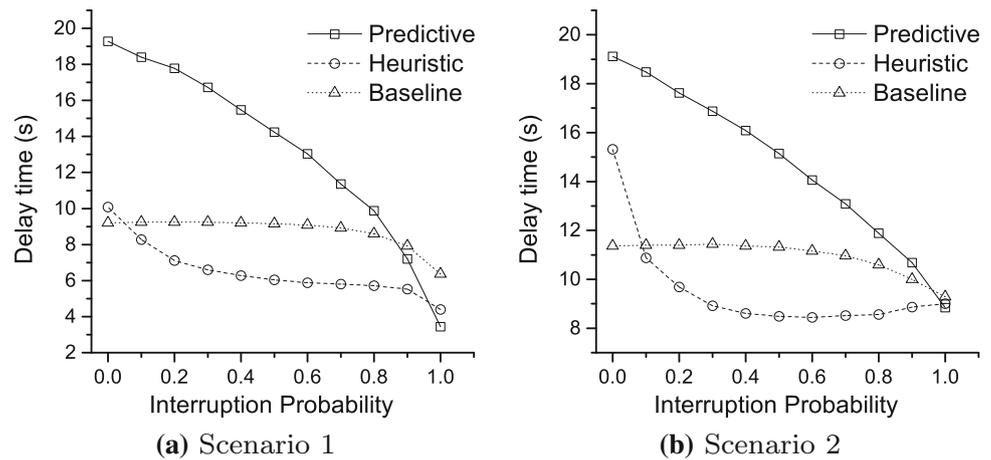 Predictive
Heuristic
Baseline
Delay time (s)
20
18
16
14
12
10
8
6
4
2
0.0 0.2 0.4 0.6 0.8 1.0
Interruption Probability
(a) Scenario 1
Predictive
Heuristic
Baseline
Delay time (s)
20
18
16
14
12
10
8
0.0 0.2 0.4 0.6 0.8 1.0
Interruption Probability
(b) Scenario 2